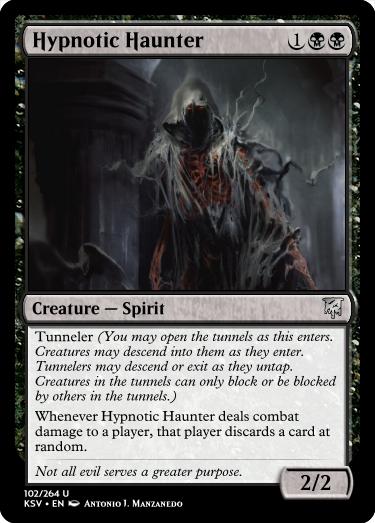 Hypnotic Haunter 1
Creature — Spirit
Tunneler (You may open the tunnels as this enters.
Creatures may descend into them as they enter.
Tunnelers may descend or exit as they untap.
Creatures in the tunnels can only block or be blocked
by others in the tunnels.)
Whenever Hypnotic Haunter deals combat
damage to a player, that player discards a card at
random.
Not all evil serves a greater purpose.
2/2
102/264 U
KSV • EN Antonio J. Manzanedo